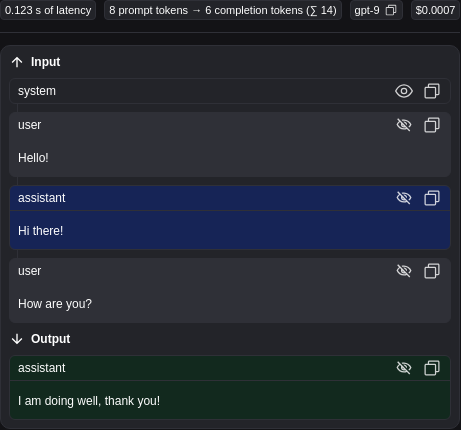 0.123 s of latency
8 prompt tokens → 6 completion tokens (∑ 14)
gpt-9
$0.0007
Input
system
user
Hello!
assistant
Hi there!
user
How are you?
Output
assistant
I am doing well, thank you!